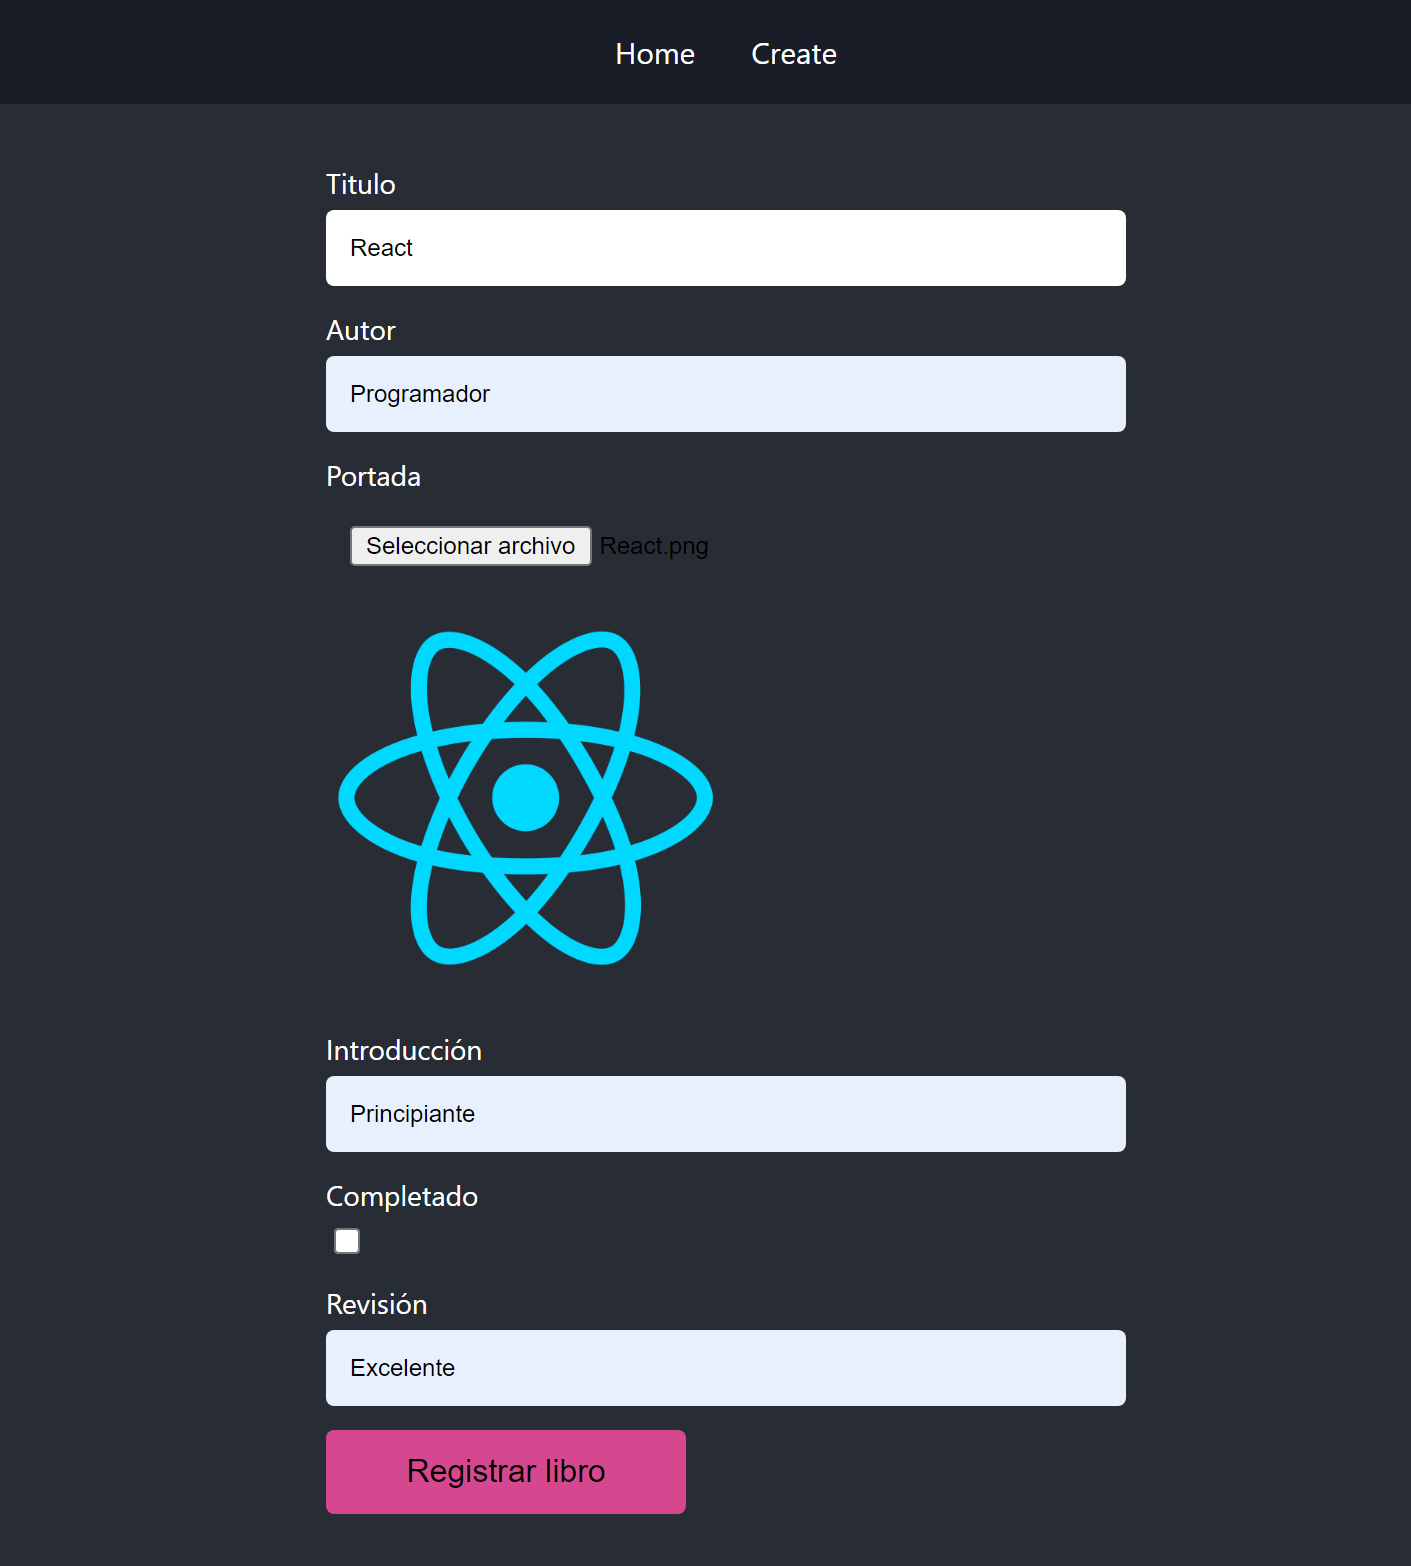 Home Create
Titulo
React
Autor
Programador
Portada
Seleccionar archivo React.png
Introducción
Principiante
Completado
Revisión
Excelente
Registrar libro